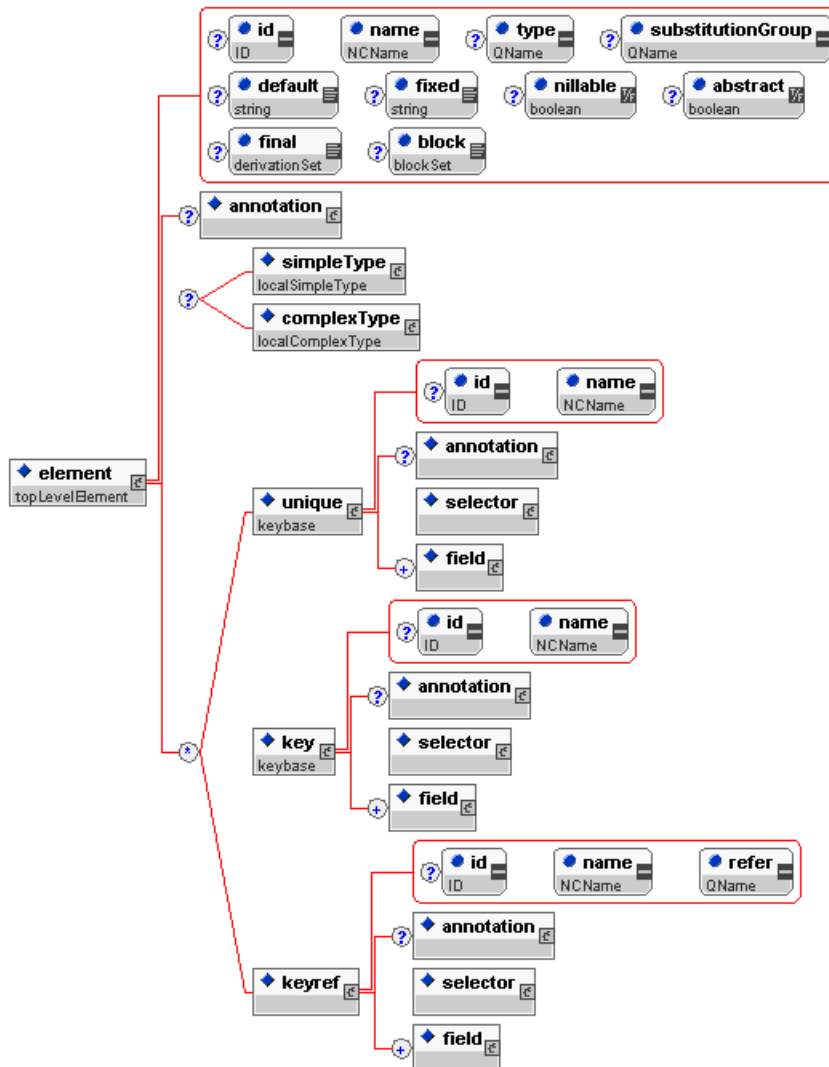 ? id ? name ? type ? substitutionGroup
ID NCName QName QName
? default ? fixed ? nillable T/F ? abstract T/F
string string boolean boolean
? final ? block
derivationSet blockSet
? annotation
simpleType
localSimpleType
?
complexType
localComplexType
? id name
ID NCName
element
topLevelElement
? annotation
unique
keybase
selector
+ field
? id name
ID NCName
? annotation
key
keybase
selector
*
+ field
? id name refer
ID NCName QName
? annotation
keyref
selector
+ field